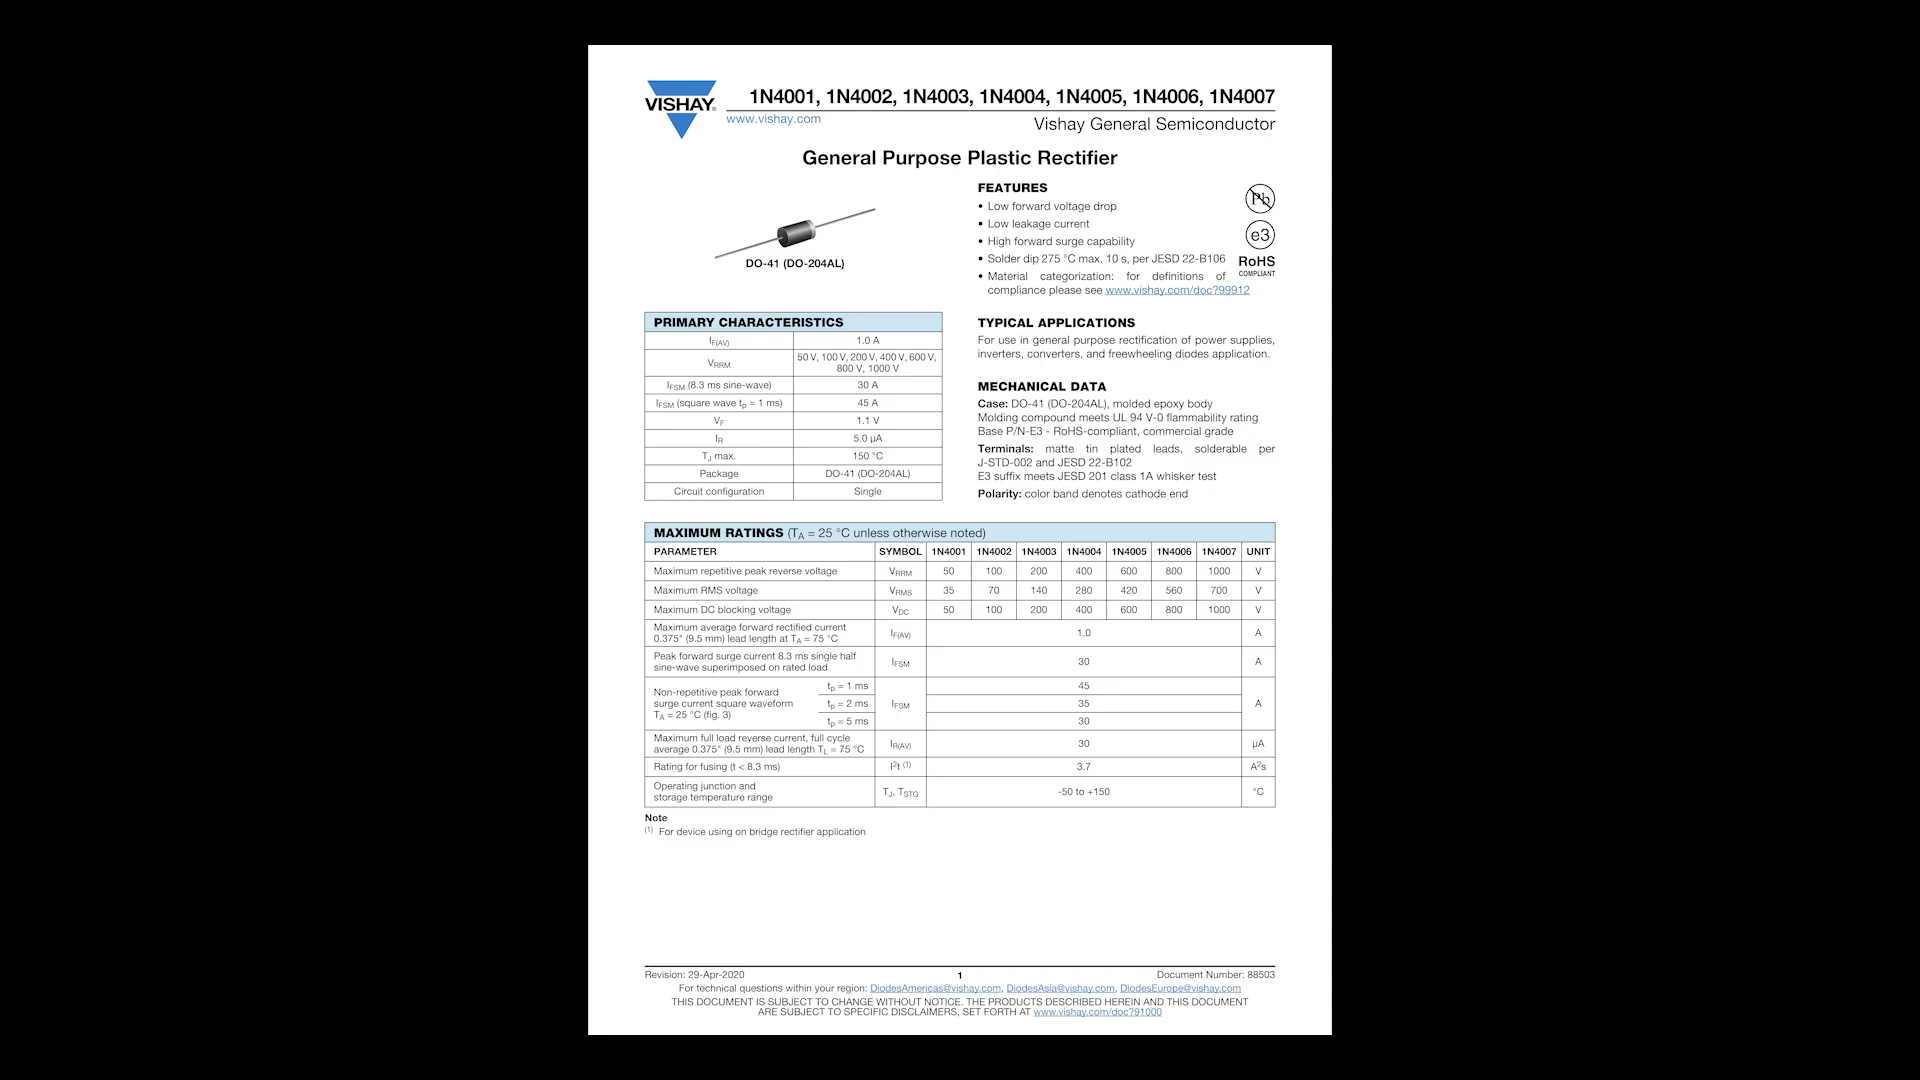 VISHAY®
1N4001, 1N4002, 1N4003, 1N4004, 1N4005, 1N4006, 1N4007
www.vishay.com
Vishay General Semiconductor
General Purpose Plastic Rectifier
DO-41 (DO-204AL)
FEATURES
• Low forward voltage drop
• Low leakage current
• High forward surge capability
• Solder dip 275 °C max. 10 s, per JESD 22-B106
• Material categorization: for definitions of
compliance please see www.vishay.com/doc?99912
Pb
e3
RoHS
COMPLIANT
PRIMARY CHARACTERISTICS
IF(AV) 1.0 A
VRRM 50 V, 100 V, 200 V, 400 V, 600 V,
800 V, 1000 V
IFSM (8.3 ms sine-wave) 30 A
IFSM (square wave tp = 1 ms) 45 A
VF 1.1 V
IR 5.0 μA
TJ max. 150 °C
Package DO-41 (DO-204AL)
Circuit configuration Single
TYPICAL APPLICATIONS
For use in general purpose rectification of power supplies,
inverters, converters, and freewheeling diodes application.
MECHANICAL DATA
Case: DO-41 (DO-204AL), molded epoxy body
Molding compound meets UL 94 V-0 flammability rating
Base P/N-E3 - RoHS-compliant, commercial grade
Terminals: matte tin plated leads, solderable per
J-STD-002 and JESD 22-B102
E3 suffix meets JESD 201 class 1A whisker test
Polarity: color band denotes cathode end
MAXIMUM RATINGS (TA = 25 °C unless otherwise noted)
PARAMETER SYMBOL 1N4001 1N4002 1N4003 1N4004 1N4005 1N4006 1N4007 UNIT
Maximum repetitive peak reverse voltage VRRM 50 100 200 400 600 800 1000 V
Maximum RMS voltage VRMS 35 70 140 280 420 560 700 V
Maximum DC blocking voltage VDC 50 100 200 400 600 800 1000 V
Maximum average forward rectified current
0.375" (9.5 mm) lead length at TA = 75 °C IF(AV) 1.0 A
Peak forward surge current 8.3 ms single half
sine-wave superimposed on rated load IFSM 30 A
Non-repetitive peak forward
surge current square waveform
TA = 25 °C (fig. 3)
tp = 1 ms 45
tp = 2 ms IFSM 35 A
tp = 5 ms 30
Maximum full load reverse current, full cycle
average 0.375" (9.5 mm) lead length TL = 75 °C IR(AV) 30 μA
Rating for fusing (t < 8.3 ms) I²t (1) 3.7 A²s
Operating junction and
storage temperature range TJ, TSTG -50 to +150 °C
Note
(1) For device using on bridge rectifier application
Revision: 29-Apr-2020 1 Document Number: 88503
For technical questions within your region: DiodesAmericas@vishay.com, DiodesAsia@vishay.com, DiodesEurope@vishay.com
THIS DOCUMENT IS SUBJECT TO CHANGE WITHOUT NOTICE. THE PRODUCTS DESCRIBED HEREIN AND THIS DOCUMENT
ARE SUBJECT TO SPECIFIC DISCLAIMERS, SET FORTH AT www.vishay.com/doc?91000